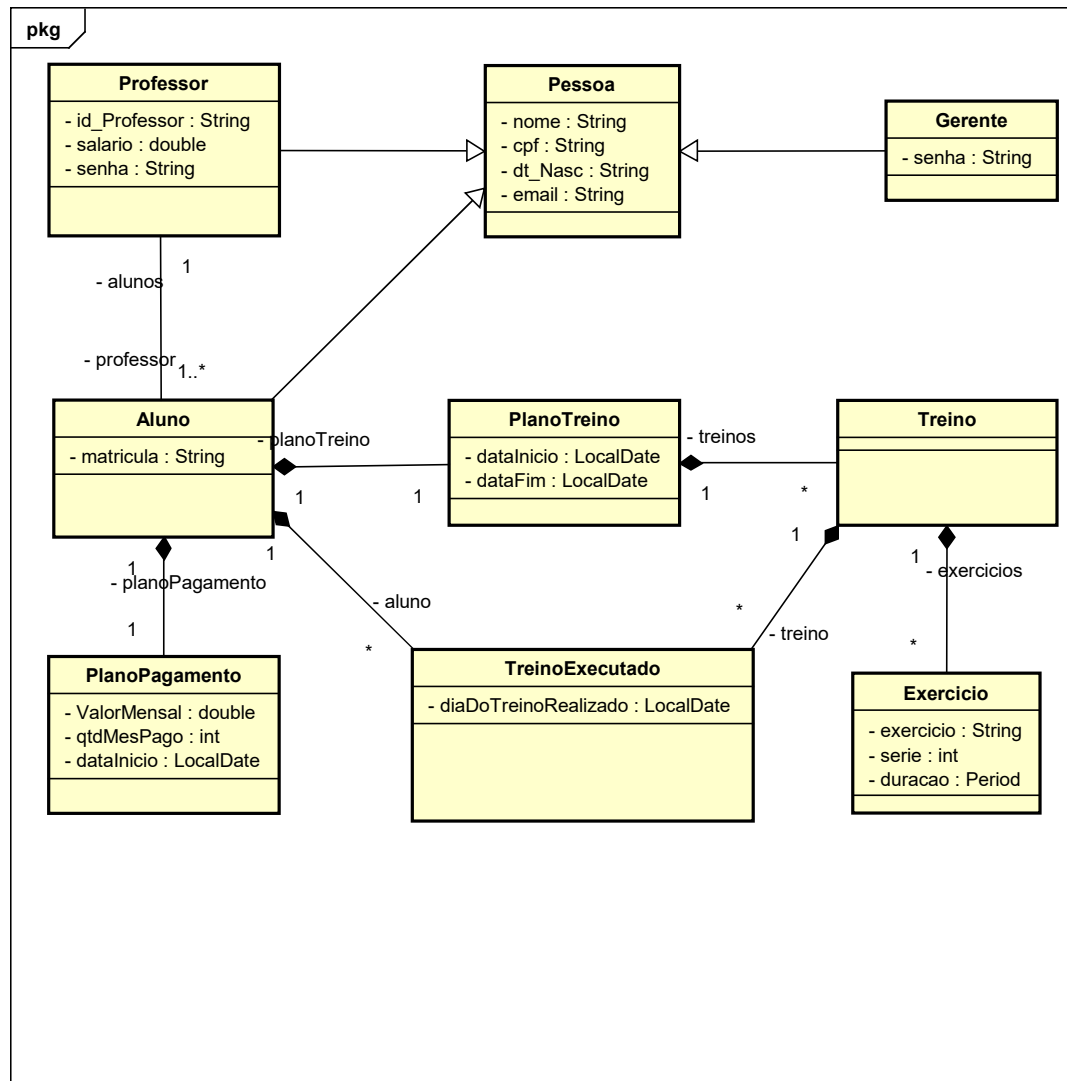 pkg
Professor
- id_Professor : String
- salario : double
- senha : String
Pessoa
- nome : String
- cpf : String
- dt_Nasc : String
- email : String
Gerente
- senha : String
1
- alunos
- professor
1..*
Aluno
- matricula : String
- planoTreino
1
1
PlanoTreino
- dataInicio : LocalDate
- dataFim : LocalDate
- treinos
1
*
Treino
1
1
- planoPagamento
1
- aluno
*
1
*
- treino
1
- exercicios
*
PlanoPagamento
- ValorMensal : double
- qtdMesPago : int
- dataInicio : LocalDate
TreinoExecutado
- diaDoTreinoRealizado : LocalDate
Exercicio
- exercicio : String
- serie : int
- duracao : Period